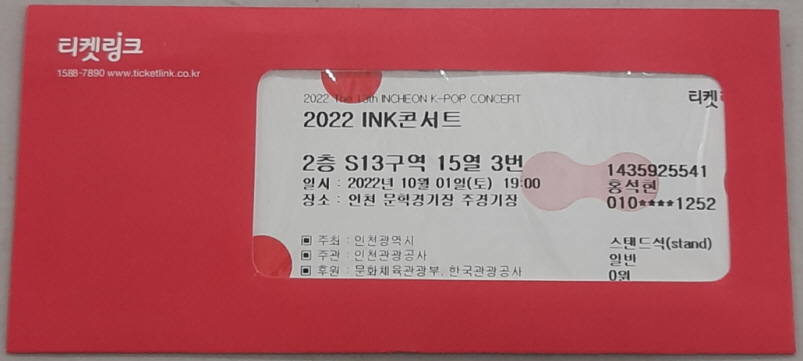 티켓링크
1588-7890 www.ticketlink.co.kr
2022 The 13th INCHEON K-POP CONCERT
2022 INK콘서트
티켓
2층 S13구역 15열 3번
일시 : 2022년 10월 01일(토) 19:00
장소 : 인천 문학경기장 주경기장
1435925541
홍석현
010****1252
▣ 주최 : 인천광역시
▣ 주관 : 인천관광공사
▣ 후원 : 문화체육관광부, 한국관광공사
스탠드석(stand)
일반
0원